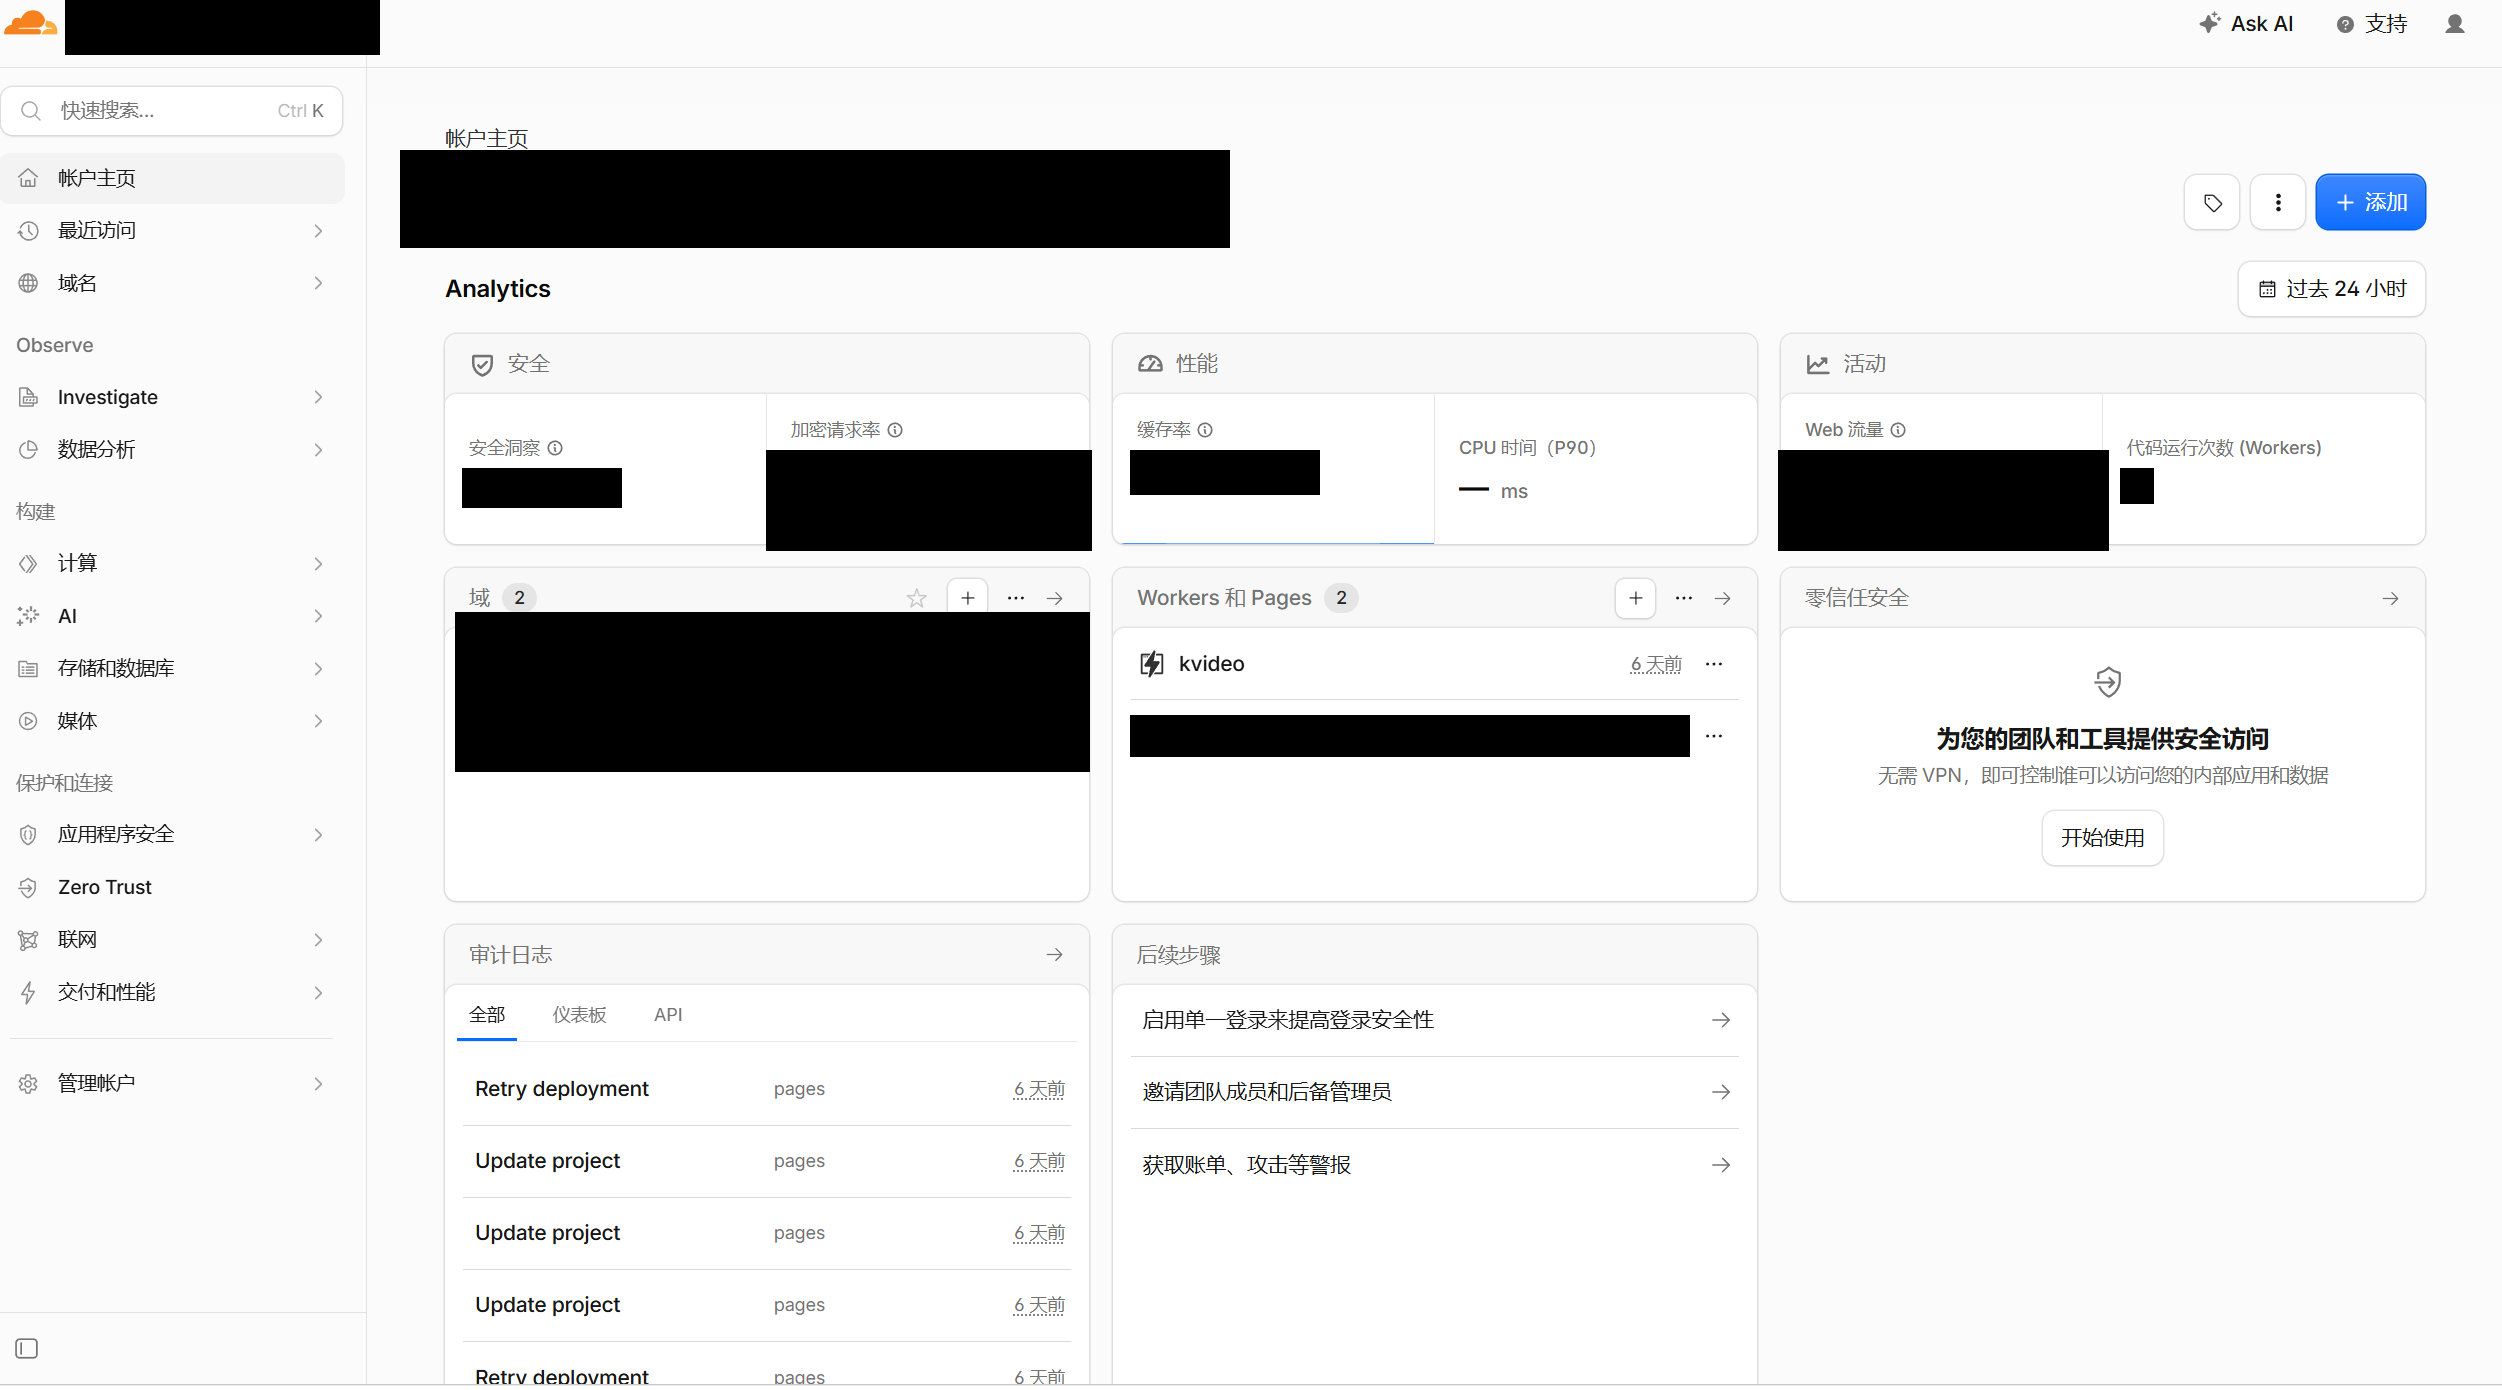 Ask AI
支持
快速搜索...
Ctrl K
帐户主页
最近访问
域名
Observe
Investigate
数据分析
构建
计算
AI
存储和数据库
媒体
保护和连接
应用程序安全
Zero Trust
联网
交付和性能
管理帐户
帐户主页
添加
Analytics
过去 24 小时
安全
安全洞察
加密请求率
性能
缓存率
CPU 时间（P90）
— ms
活动
Web 流量
代码运行次数 (Workers)
域 2
Workers 和 Pages 2
kvideo
6 天前
零信任安全
为您的团队和工具提供安全访问
无需 VPN，即可控制谁可以访问您的内部应用和数据
开始使用
审计日志
全部
仪表板
API
Retry deployment pages 6 天前
Update project pages 6 天前
Update project pages 6 天前
Update project pages 6 天前
Retry deployment pages 6 天前
后续步骤
启用单一登录来提高登录安全性
邀请团队成员和后备管理员
获取账单、攻击等警报